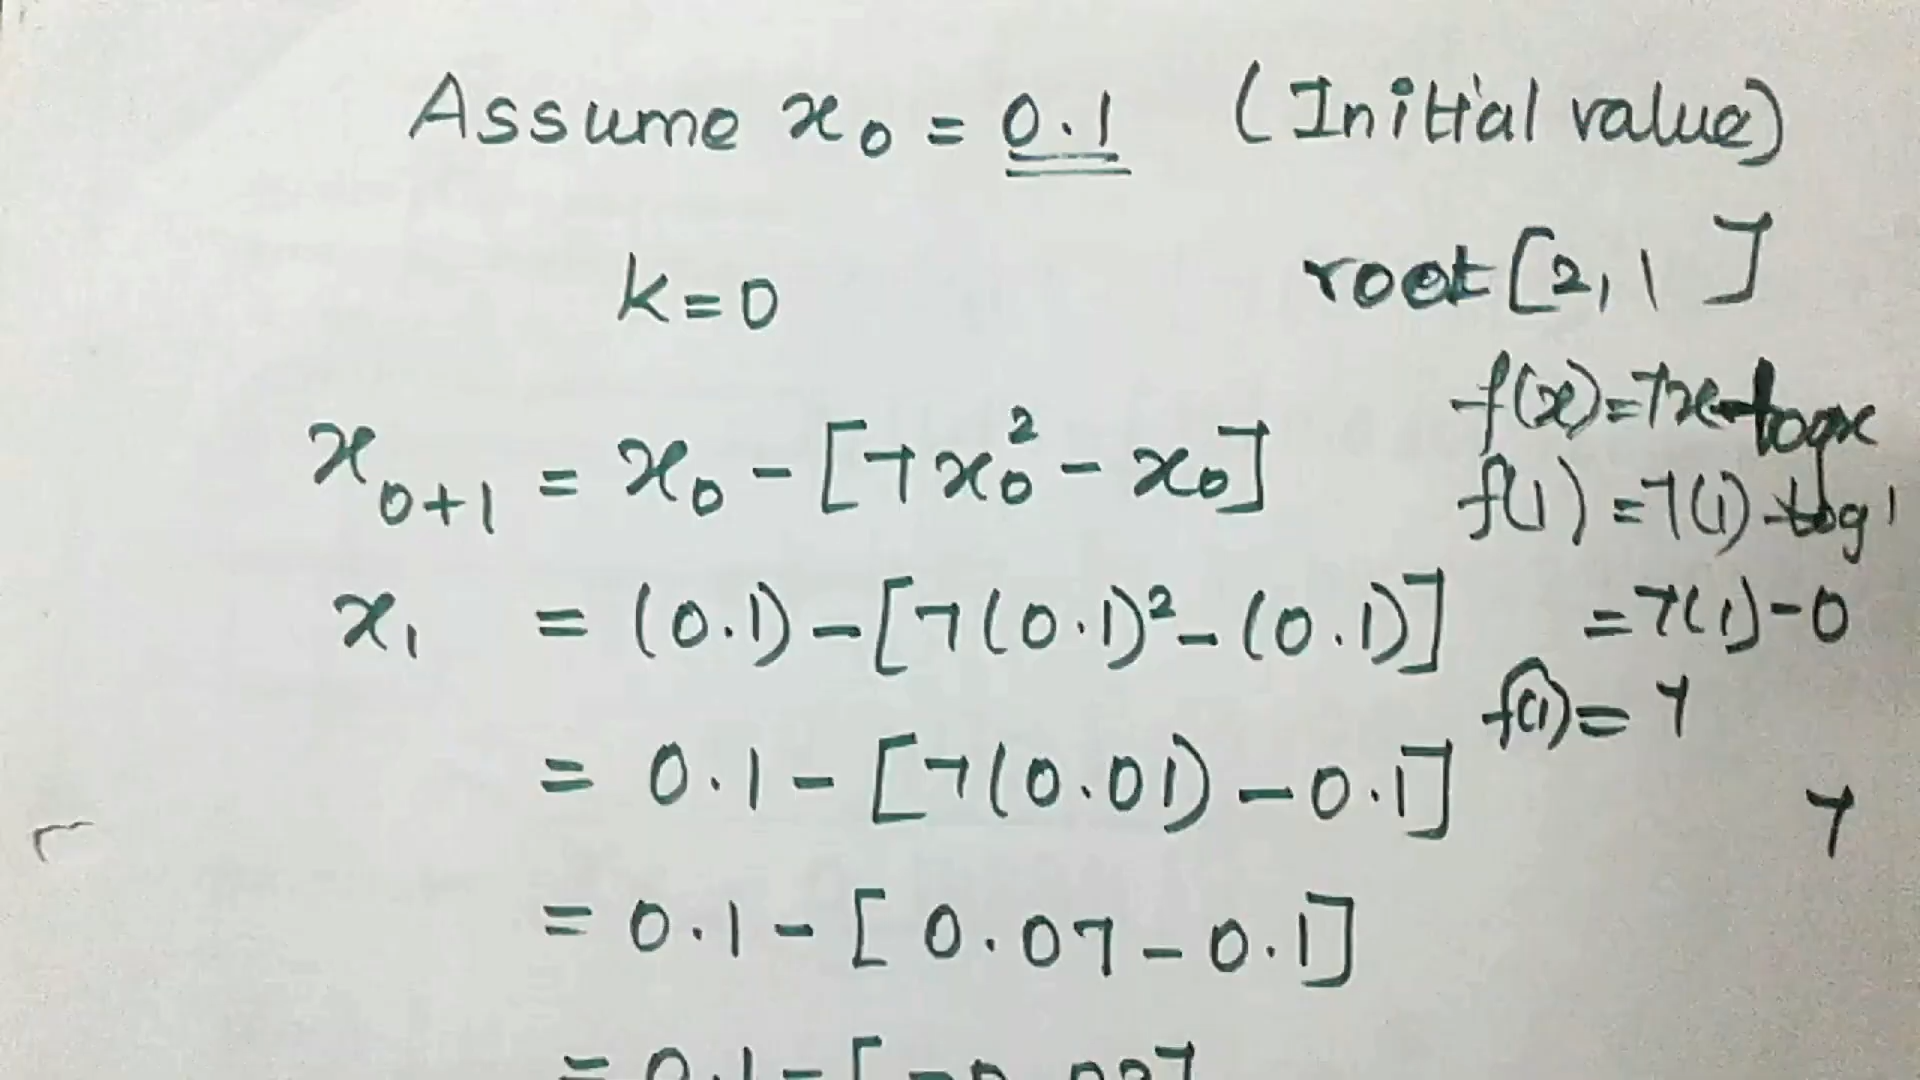 Assume x₀ = 0.1 (Initial value)
k=0
root [2,1 ]
f(x)=7x-logx
x₀₊₁ = x₀ - [7x₀² - x₀]
f(1) =7(1)-log1
x₁ = (0.1) - [7(0.1)² - (0.1)]
=7(1)-0
f(1)= 7
= 0.1 - [7(0.01) - 0.1]
7
= 0.1 - [0.07 - 0.1]